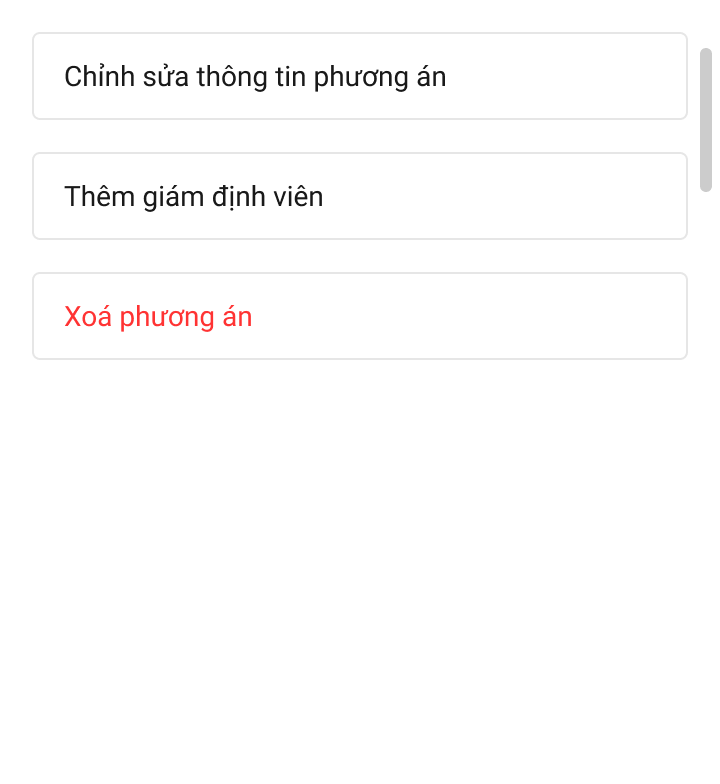 Chỉnh sửa thông tin phương án
Thêm giám định viên
Xoá phương án